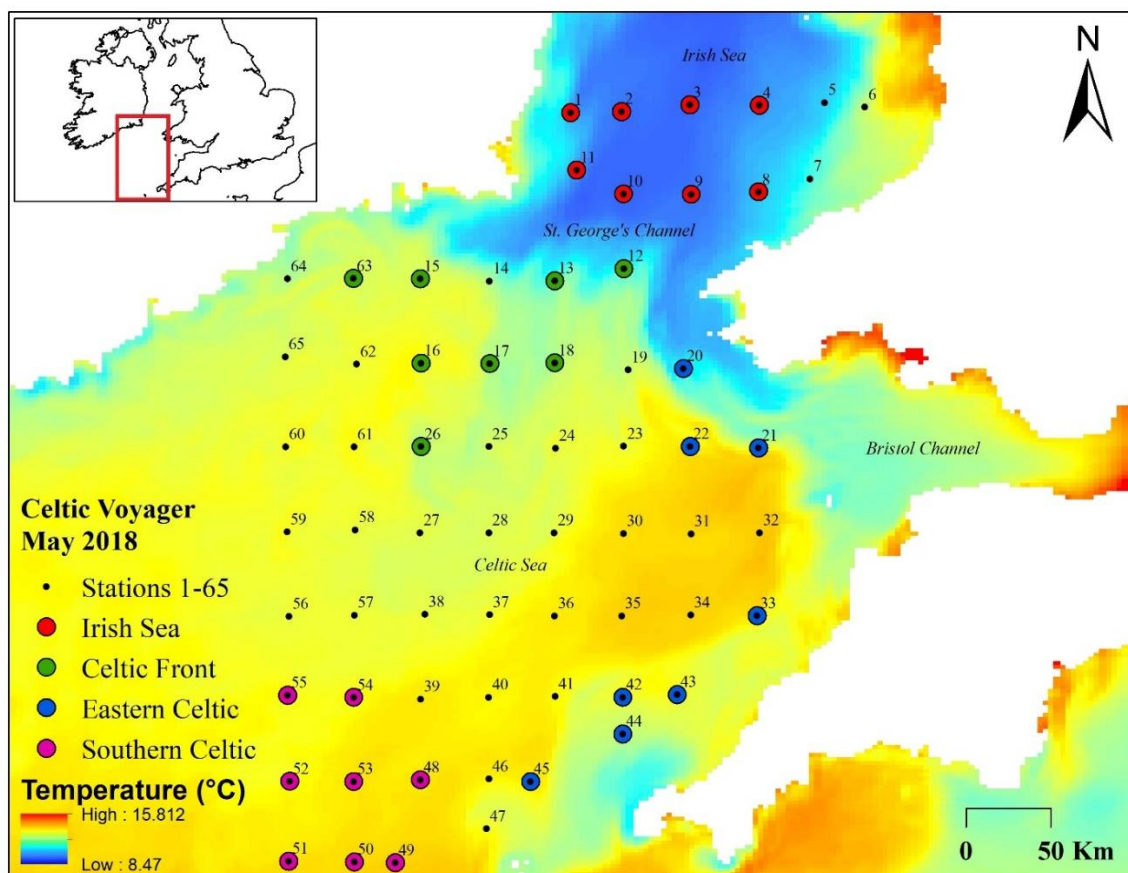 Irish Sea
N
1 2 3 4 5 6
11 10 9 8 7
St. George's Channel
64 63 15 14 13 12
65 62 16 17 18 19 20
60 61 26 25 24 23 22 21
Bristol Channel
Celtic Voyager
May 2018
59 58 27 28 29 30 31 32
Celtic Sea
Stations 1-65
Irish Sea
Celtic Front
Eastern Celtic
Southern Celtic
56 57 38 37 36 35 34 33
55 54 39 40 41 42 43
44
52 53 48 46 45
47
51 50 49
Temperature (°C)
High : 15.812
Low : 8.47
0 50 Km